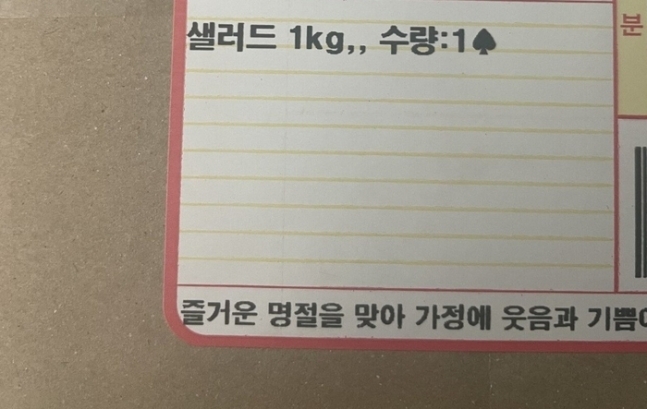 샐러드 1kg,, 수량:1♠
분
즐거운 명절을 맞아 가정에 웃음과 기쁨이